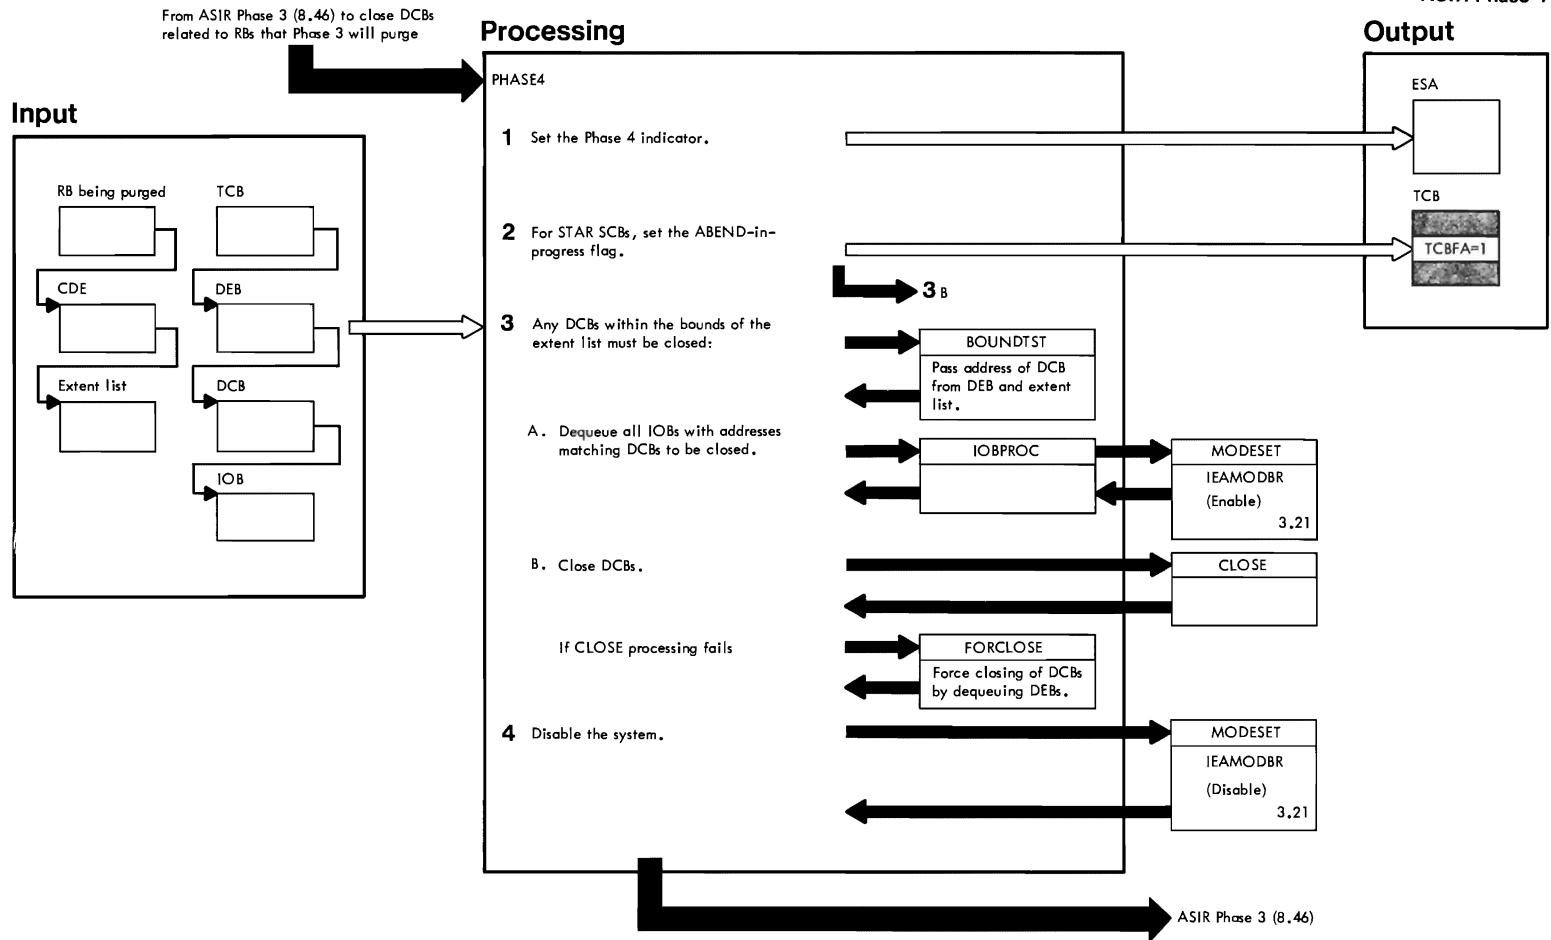 From ASIR Phase 3 (8.46) to close DCBs
related to RBs that Phase 3 will purge
Processing
Output
Input
PHASE4
ESA
1 Set the Phase 4 indicator.
RB being purged
TCB
TCB
2 For STAR SCBs, set the ABEND-in-
progress flag.
TCBFA=1
3 B
CDE
DEB
3 Any DCBs within the bounds of the
extent list must be closed:
BOUNDTST
Pass address of DCB
from DEB and extent
list.
Extent list
DCB
A. Dequeue all IOBs with addresses
matching DCBs to be closed.
IOBPROC
MODESET
IEAMODBR
(Enable)
3.21
IOB
B. Close DCBs.
CLOSE
If CLOSE processing fails
FORCLOSE
Force closing of DCBs
by dequeuing DEBs.
4 Disable the system.
MODESET
IEAMODBR
(Disable)
3.21
ASIR Phase 3 (8.46)